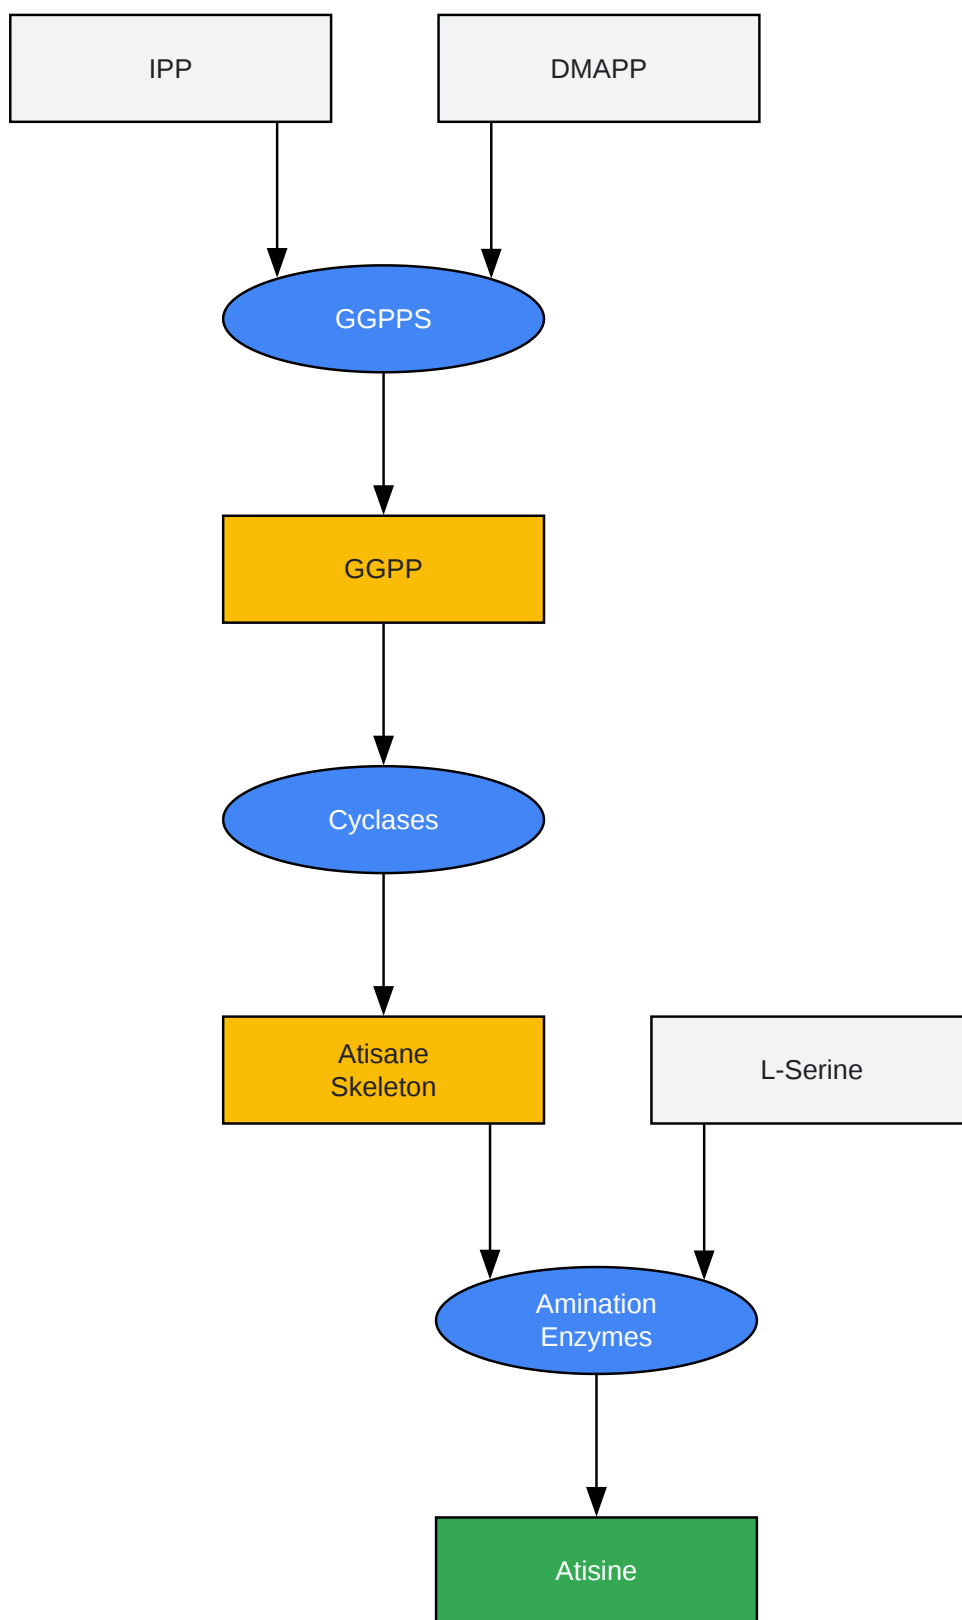 IPP
DMAPP
GGPPS
GGPP
Cyclases
Atisane
Skeleton
L-Serine
Amination
Enzymes
Atisine